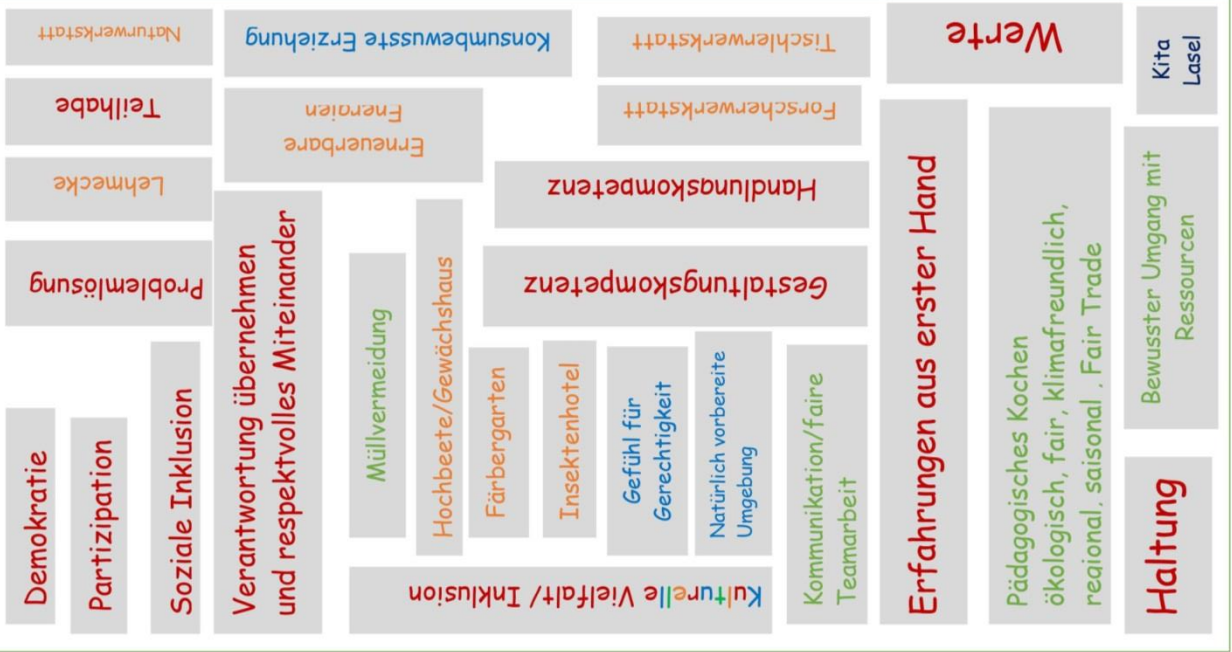 Naturwerkstatt
Konsumbewusste Erziehung
Tischlerwerkstatt
Werte
Kita
Lasel
Teilhabe
Erneuerbare
Energien
Forscherwerkstatt
Lehmecke
Handlungskompetenz
Problemlösung
Gestaltungskompetenz
Demokratie
Partizipation
Soziale Inklusion
Verantwortung übernehmen
und respektvolles Miteinander
Müllvermeidung
Hochbeete/Gewächshaus
Färbergarten
Insektenhotel
Gefühl für
Gerechtigkeit
Natürlich vorbereite
Umgebung
Kulturelle Vielfalt/ Inklusion
Kommunikation/faire
Teamarbeit
Erfahrungen aus erster Hand
Pädagogisches Kochen
ökologisch, fair, klimafreundlich,
regional, saisonal . Fair Trade
Bewusster Umgang mit
Ressourcen
Haltung